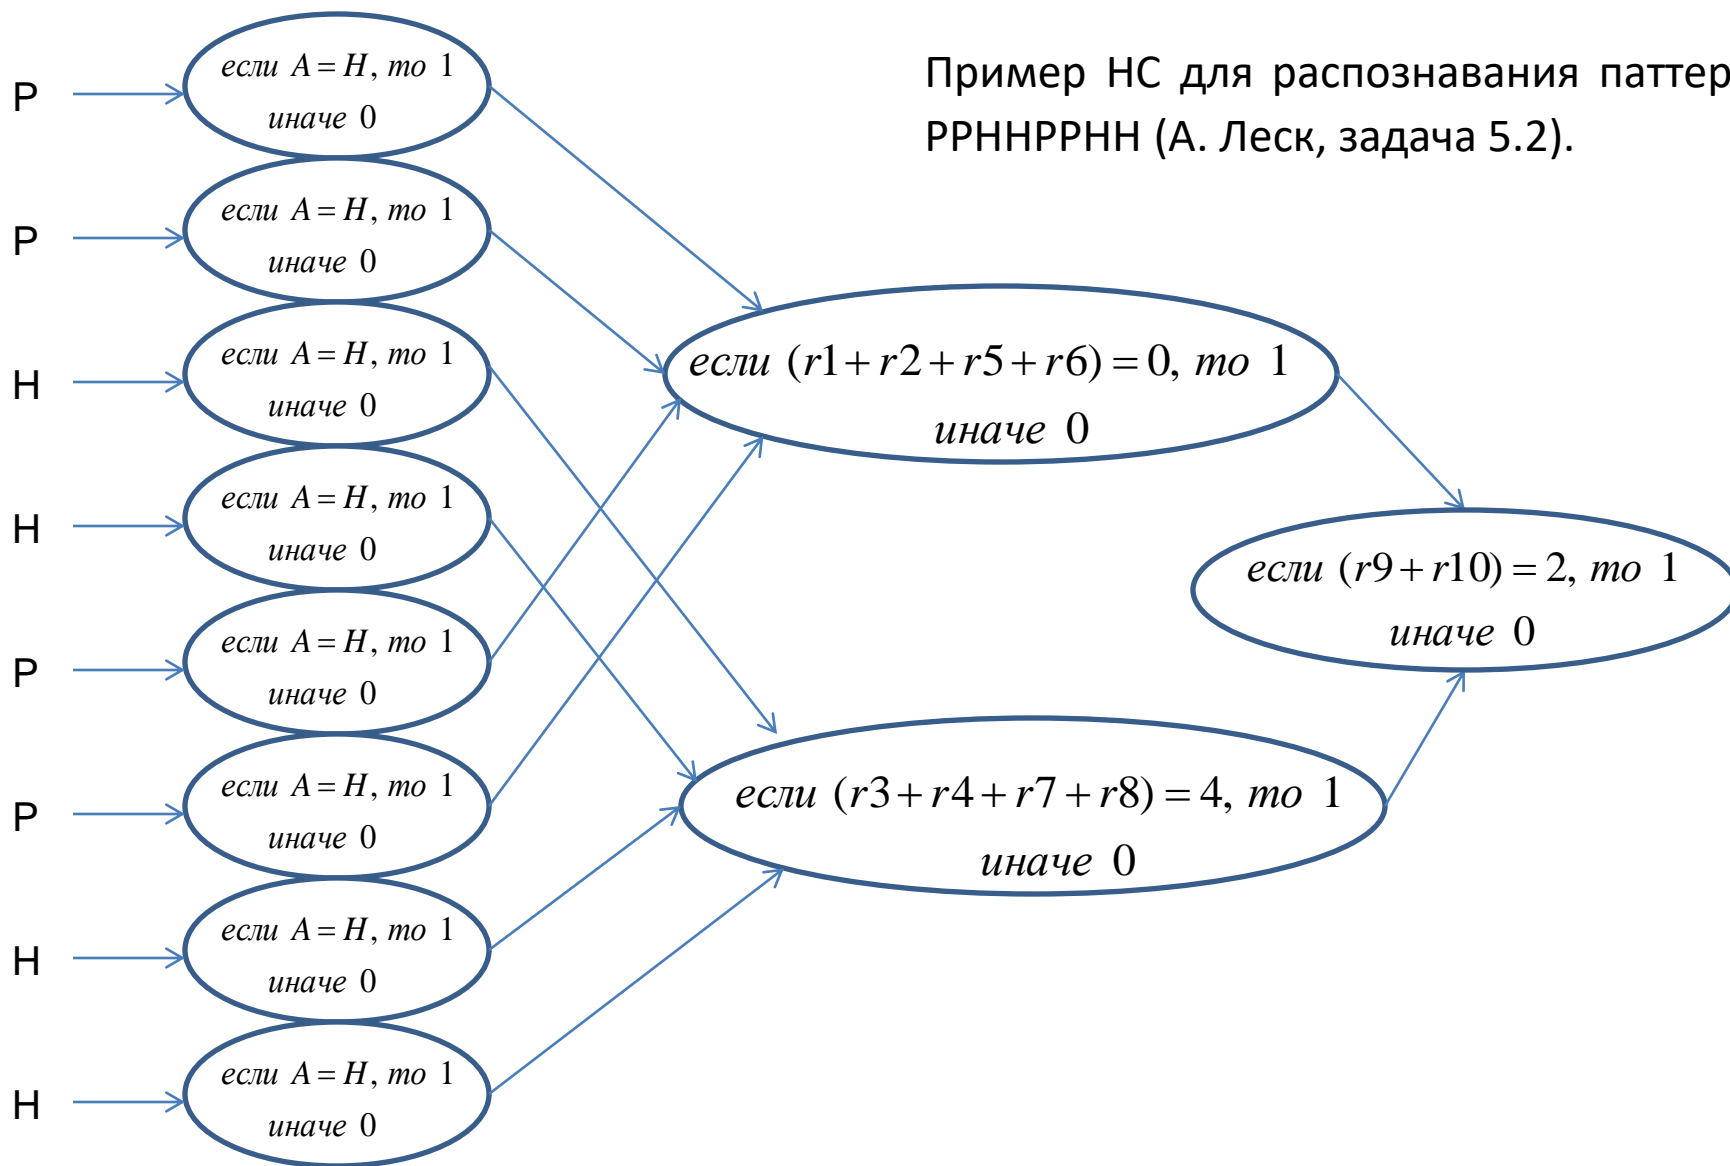 Пример НС для распознавания паттер
РРННРРНН (А. Леск, задача 5.2).
P
если A = H, то 1
иначе 0
P
если A = H, то 1
иначе 0
H
если A = H, то 1
иначе 0
H
если A = H, то 1
иначе 0
P
если A = H, то 1
иначе 0
P
если A = H, то 1
иначе 0
H
если A = H, то 1
иначе 0
H
если A = H, то 1
иначе 0
если (r1 + r2 + r5 + r6) = 0, то 1
иначе 0
если (r3 + r4 + r7 + r8) = 4, то 1
иначе 0
если (r9 + r10) = 2, то 1
иначе 0